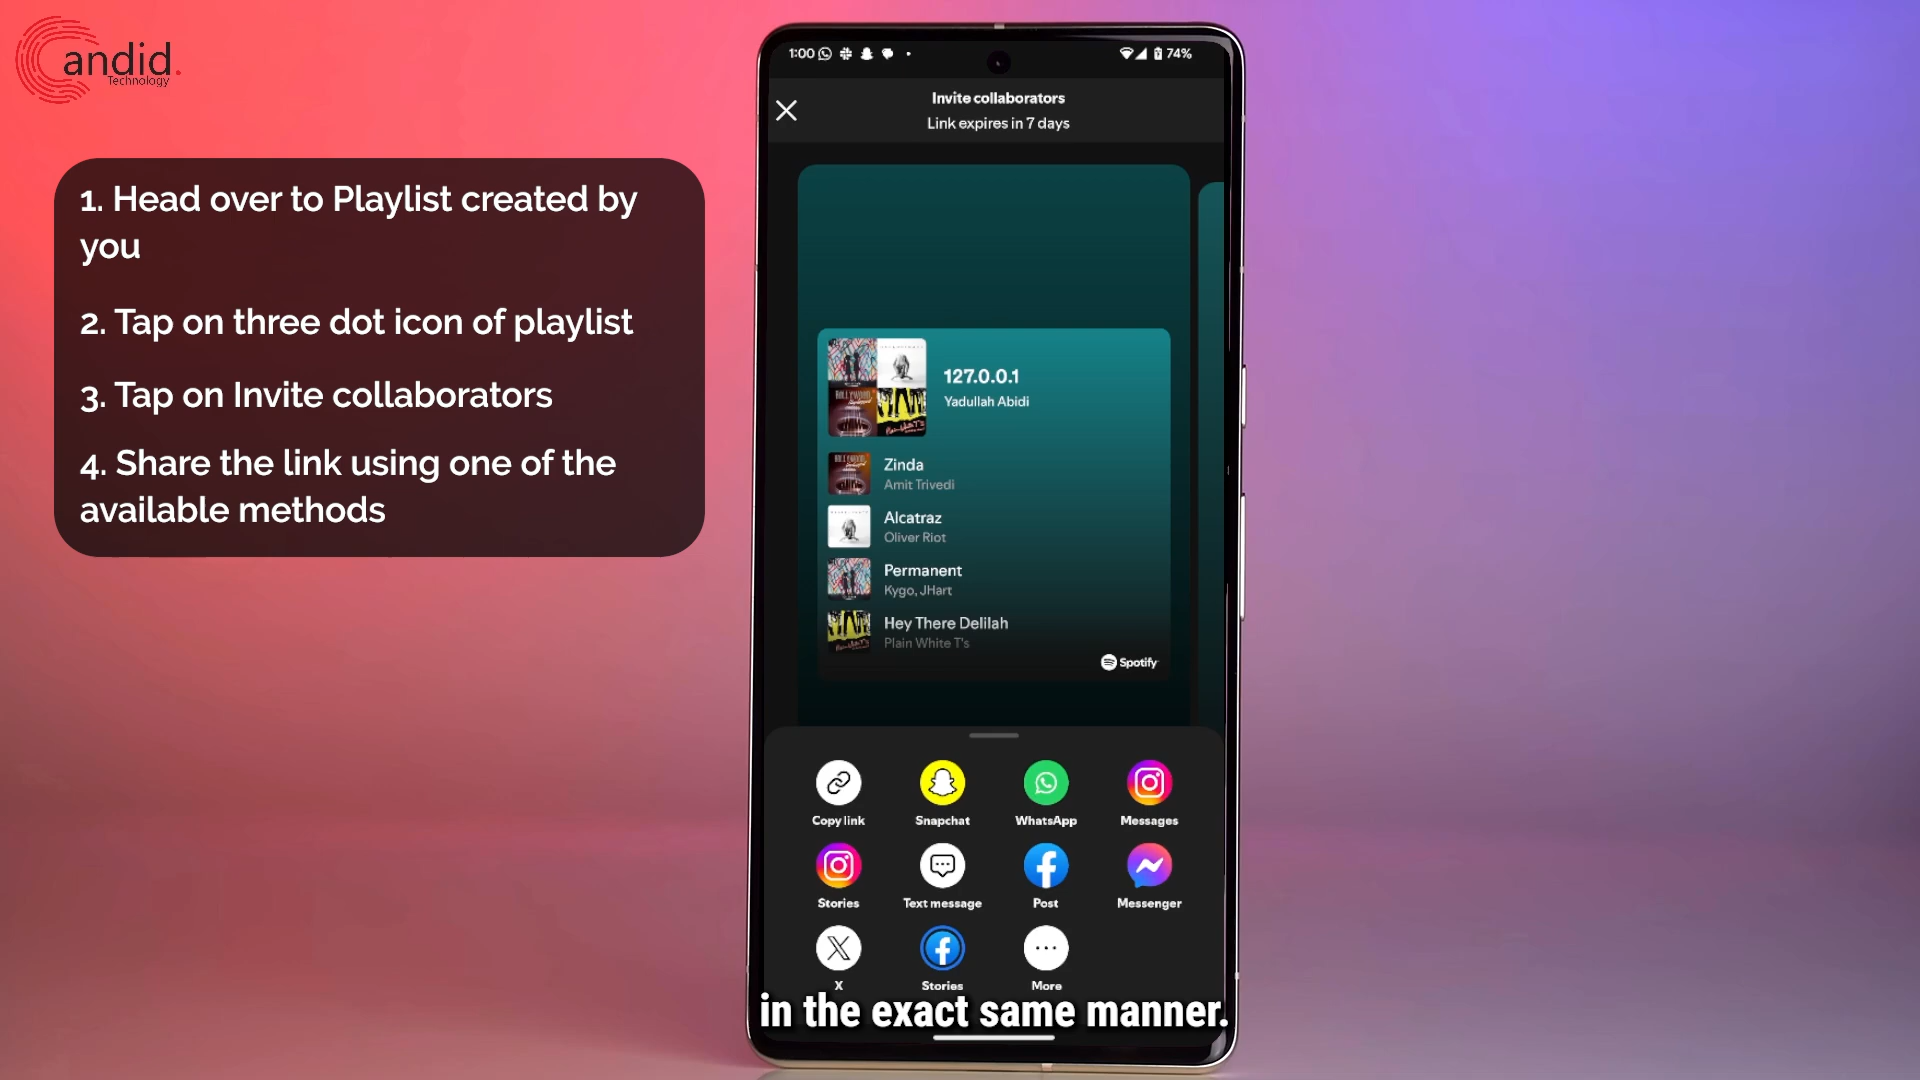 Candid.
Technology
1. Head over to Playlist created by
you
2. Tap on three dot icon of playlist
3. Tap on Invite collaborators
4. Share the link using one of the
available methods
1:00 74%
Invite collaborators
Link expires in 7 days
127.0.0.1
Yadullah Abidi
Zinda
Amit Trivedi
Alcatraz
Oliver Riot
Permanent
Kygo, JHart
Hey There Delilah
Plain White T's
Spotify
Copy link Snapchat WhatsApp Messages
Stories Text message Post Messenger
X Stories More
in the exact same manner.